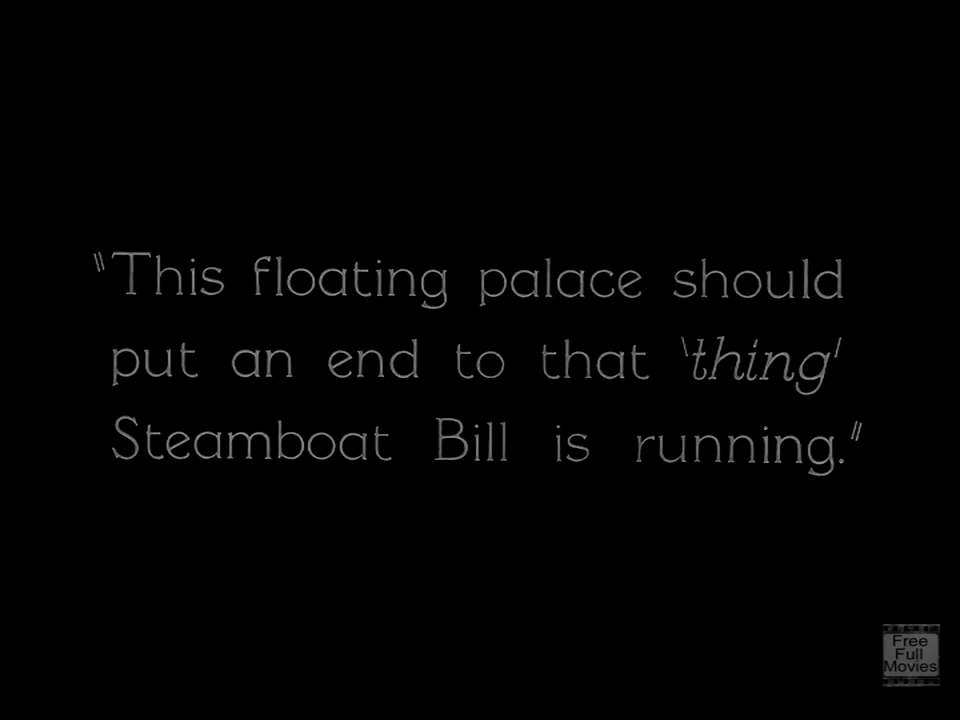 "This floating palace should
put an end to that 'thing'
Steamboat Bill is running."
Free
Full
Movies